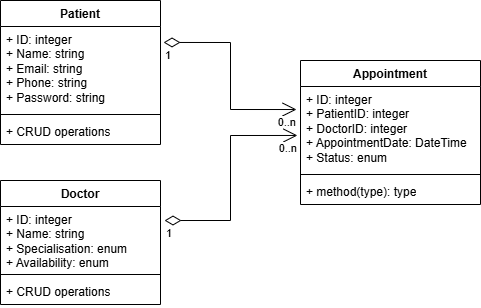 Patient
+ ID: integer
+ Name: string
+ Email: string
+ Phone: string
+ Password: string
+ CRUD operations
1
0..n
Appointment
+ ID: integer
+ PatientID: integer
+ DoctorID: integer
+ AppointmentDate: DateTime
+ Status: enum
+ method(type): type
0..n
Doctor
+ ID: integer
+ Name: string
+ Specialisation: enum
+ Availability: enum
+ CRUD operations
1